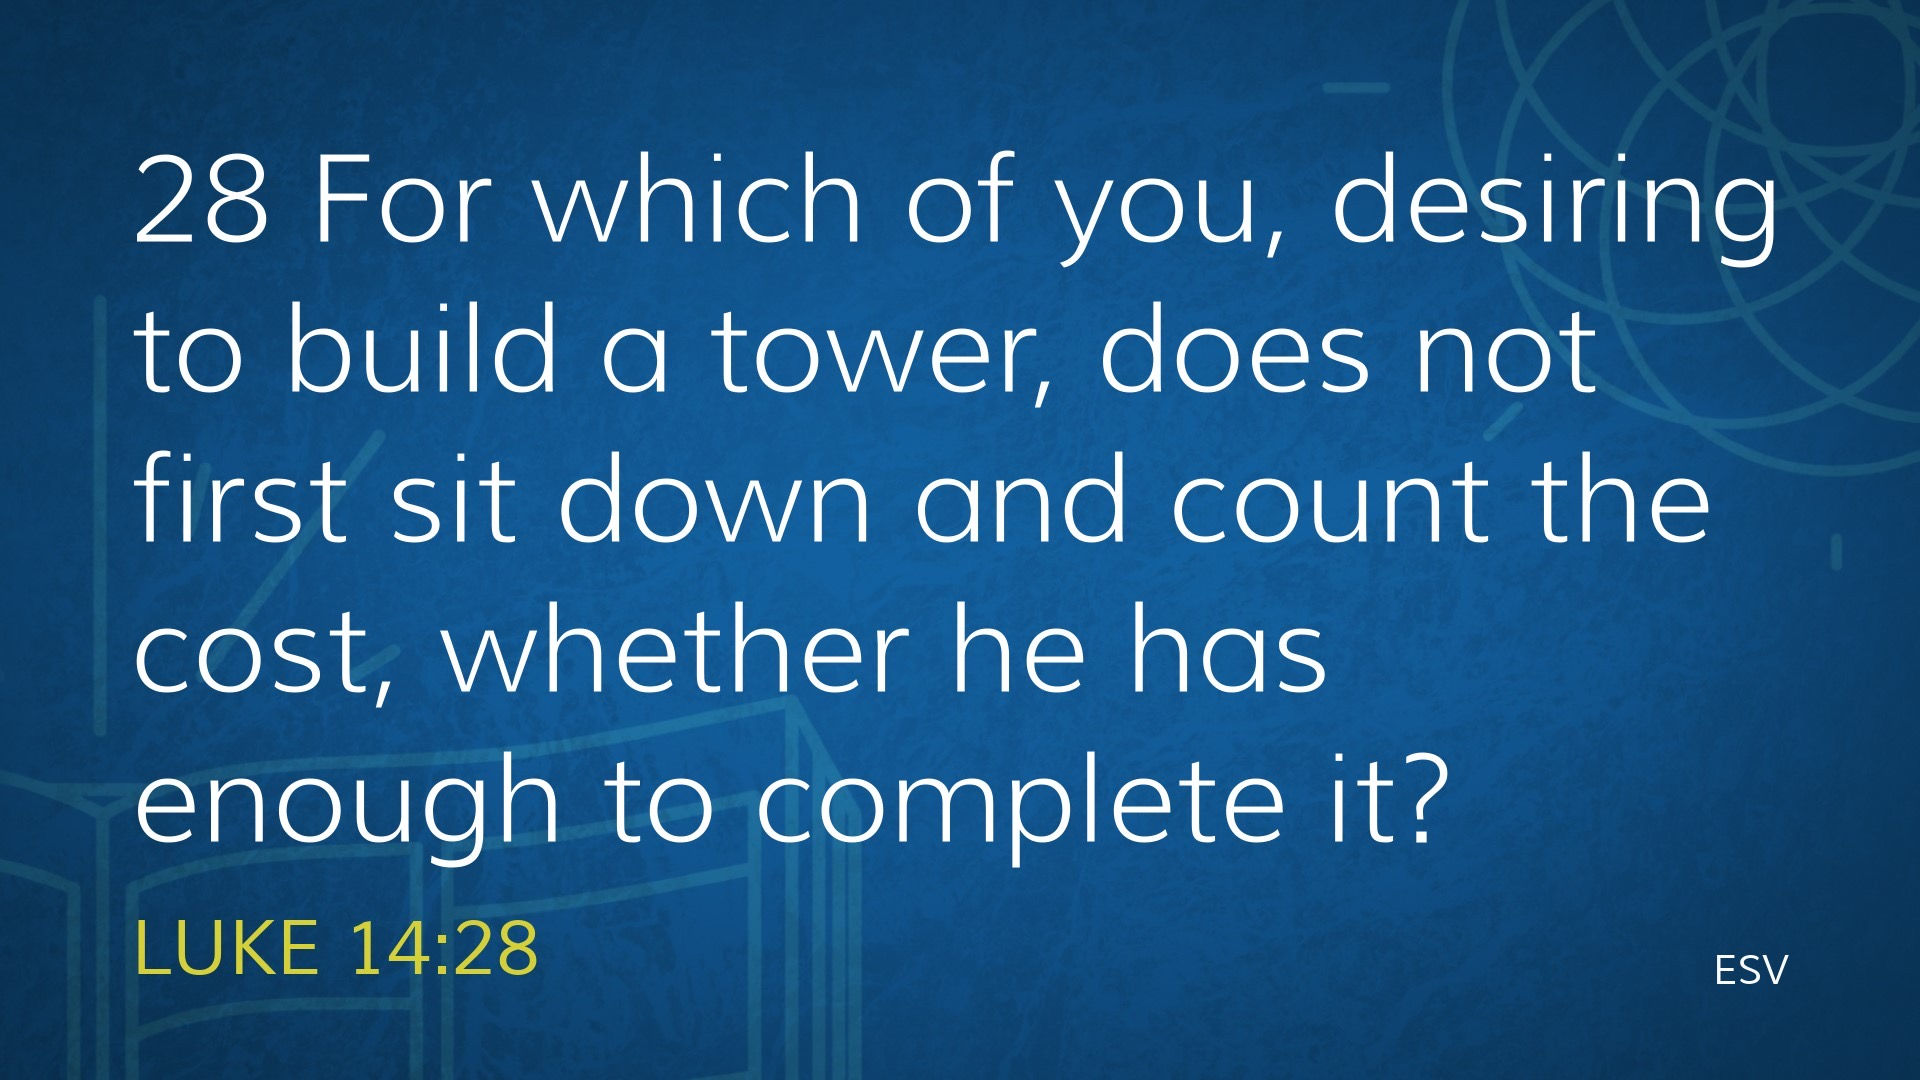 28 For which of you, desiring
to build a tower, does not
first sit down and count the
cost, whether he has
enough to complete it?
LUKE 14:28
ESV